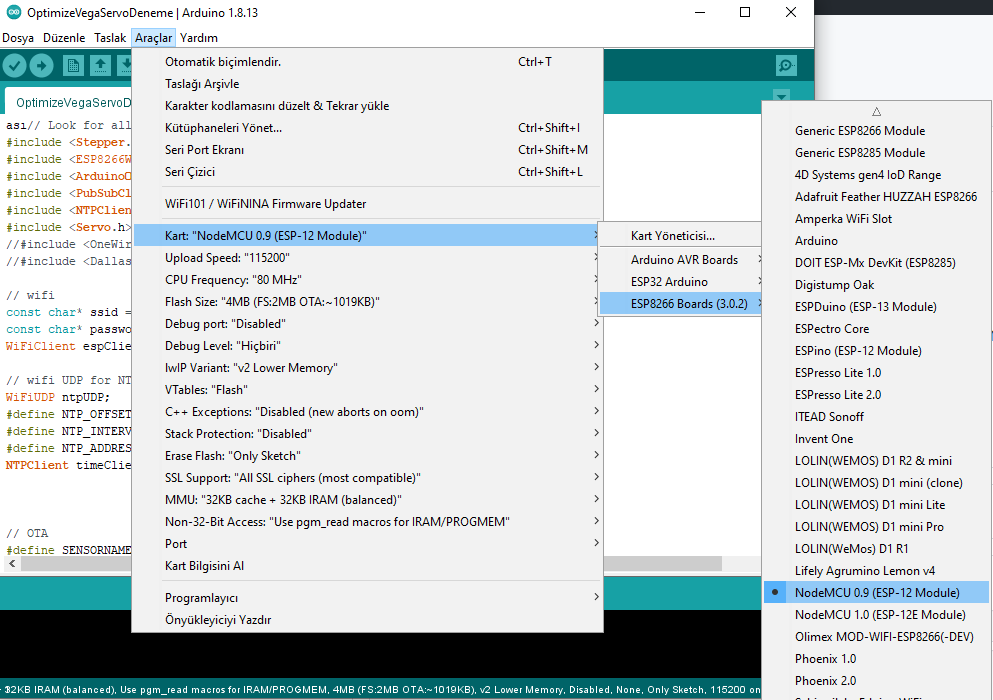 OptimizeVegaServoDeneme | Arduino 1.8.13
Dosya Düzenle Taslak Araçlar Yardım
OptimizeVegaServoD
ası// Look for all
#include <Stepper.
#include <ESP8266W
#include <Arduino
#include <PubSubCl
#include <NTPClien
#include <Servo.h>
//#include <OneWir
//#include <Dallas
// wifi
const char* ssid =
const char* passwo
WiFiClient espClie
// wifi UDP for NT
WiFiUDP ntpUDP;
#define NTP_OFFSET
#define NTP_INTERV
#define NTP_ADDRES
NTPClient timeClie
// OTA
#define SENSORNAME
Otomatik biçimlendir. Ctrl+T
Taslağı Arşivle
Karakter kodlamasını düzelt & Tekrar yükle
Kütüphaneleri Yönet... Ctrl+Shift+I
Seri Port Ekranı Ctrl+Shift+M
Seri Çizici Ctrl+Shift+L
WiFi101 / WiFiNINA Firmware Updater
Kart: "NodeMCU 0.9 (ESP-12 Module)"
Upload Speed: "115200"
CPU Frequency: "80 MHz"
Flash Size: "4MB (FS:2MB OTA:~1019KB)"
Debug port: "Disabled"
Debug Level: "Hiçbiri"
lwIP Variant: "v2 Lower Memory"
VTables: "Flash"
C++ Exceptions: "Disabled (new aborts on oom)"
Stack Protection: "Disabled"
Erase Flash: "Only Sketch"
SSL Support: "All SSL ciphers (most compatible)"
MMU: "32KB cache + 32KB IRAM (balanced)"
Non-32-Bit Access: "Use pgm_read macros for IRAM/PROGMEM"
Port
Kart Bilgisini Al
Programlayıcı
Önyükleyiciyi Yazdır
Kart Yöneticisi...
Arduino AVR Boards
ESP32 Arduino
ESP8266 Boards (3.0.2)
Generic ESP8266 Module
Generic ESP8285 Module
4D Systems gen4 IoD Range
Adafruit Feather HUZZAH ESP8266
Amperka WiFi Slot
Arduino
DOIT ESP-Mx DevKit (ESP8285)
Digistump Oak
ESPDuino (ESP-13 Module)
ESPectro Core
ESPino (ESP-12 Module)
ESPresso Lite 1.0
ESPresso Lite 2.0
ITEAD Sonoff
Invent One
LOLIN(WEMOS) D1 R2 & mini
LOLIN(WEMOS) D1 mini (clone)
LOLIN(WEMOS) D1 mini Lite
LOLIN(WEMOS) D1 mini Pro
LOLIN(WeMos) D1 R1
Lifely Agrumino Lemon v4
NodeMCU 0.9 (ESP-12 Module)
NodeMCU 1.0 (ESP-12E Module)
Olimex MOD-WIFI-ESP8266(-DEV)
Phoenix 1.0
Phoenix 2.0
32KB IRAM (balanced), Use pgm_read macros for IRAM/PROGMEM, 4MB (FS:2MB OTA:~1019KB), v2 Lower Memory, Disabled, None, Only Sketch, 115200 on